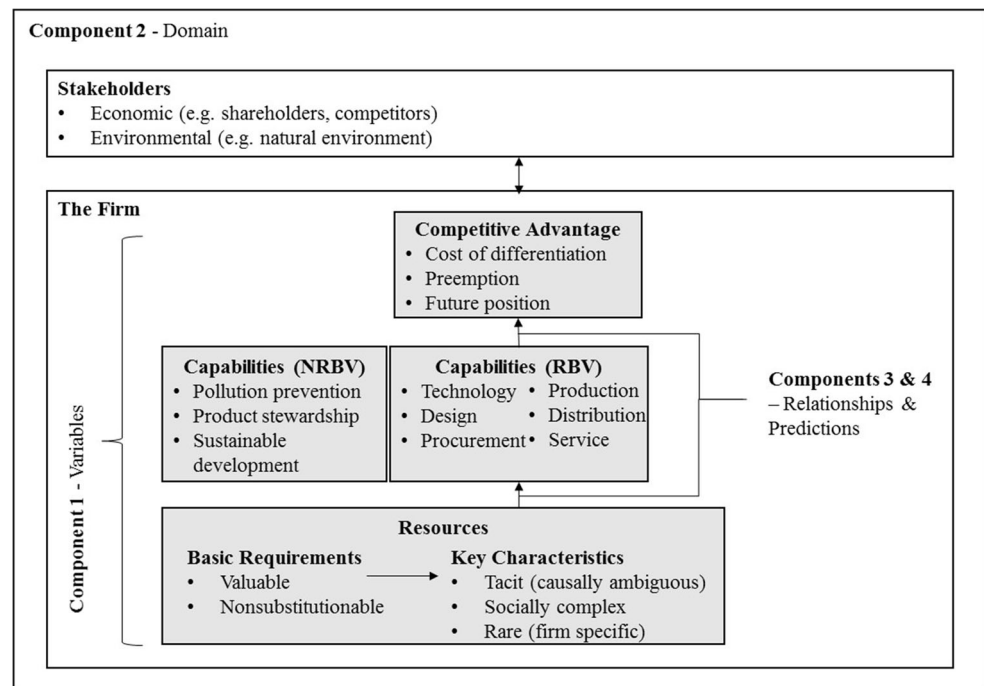 Component 2 - Domain
Stakeholders
• Economic (e.g. shareholders, competitors)
• Environmental (e.g. natural environment)
The Firm
Competitive Advantage
• Cost of differentiation
• Preemption
• Future position
Capabilities (NRBV)
• Pollution prevention
• Product stewardship
• Sustainable
development
Capabilities (RBV)
• Technology
• Design
• Procurement
• Production
• Distribution
• Service
Components 3 & 4
– Relationships &
Predictions
Component 1 - Variables
Resources
Basic Requirements
• Valuable
• Nonsubstitutionable
Key Characteristics
• Tacit (causally ambiguous)
• Socially complex
• Rare (firm specific)